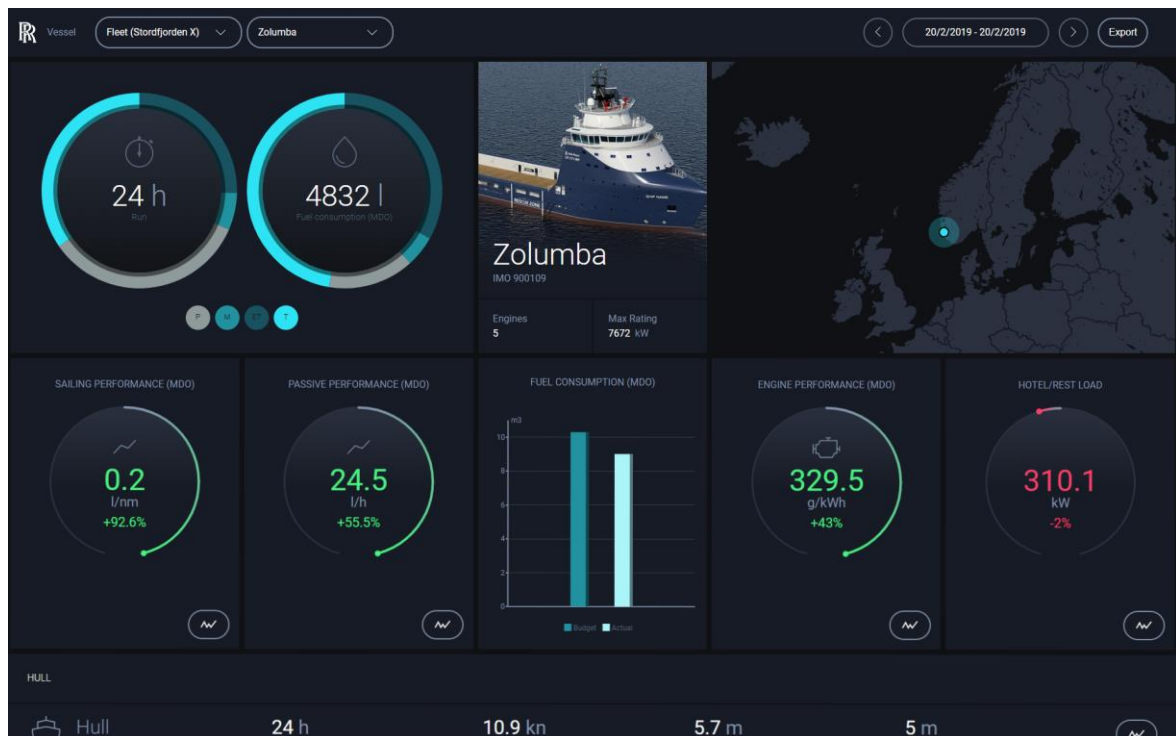 RR Vessel Fleet (Stordfjorden X) Zolumba 20/2/2019 - 20/2/2019 Export
24 h
Run
4832 l
Fuel consumption (MDO)
P M ST T
Zolumba
IMO 900109
Engines
5
Max Rating
7672 kW
SAILING PERFORMANCE (MDO)
0.2
l/nm
+92.6%
PASSIVE PERFORMANCE (MDO)
24.5
l/h
+55.5%
FUEL CONSUMPTION (MDO)
m3
10
8
6
4
2
0
Budget Actual
ENGINE PERFORMANCE (MDO)
329.5
g/kWh
+43%
HOTEL/REST LOAD
310.1
kW
-2%
HULL
Hull 24 h 10.9 kn 5.7 m 5 m